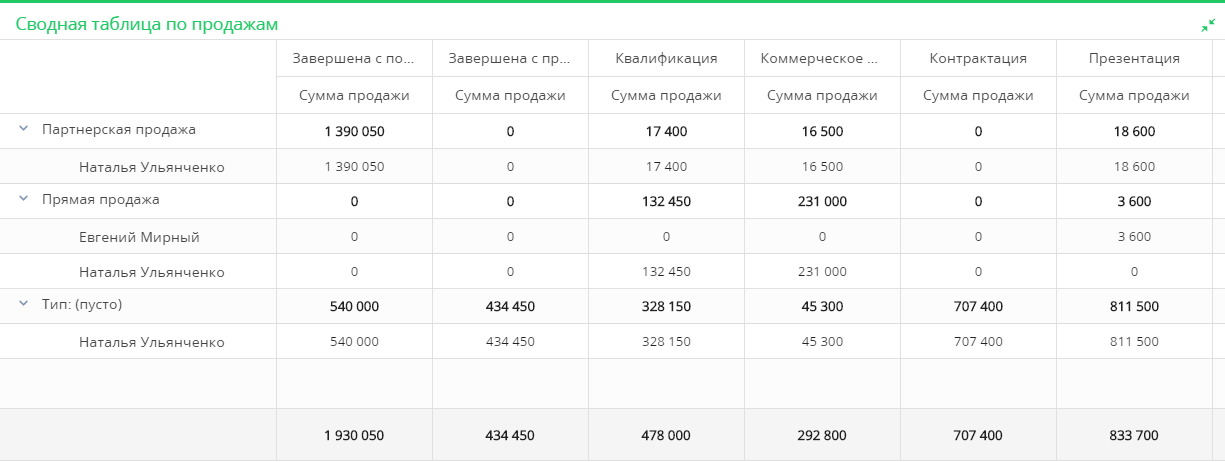 Сводная таблица по продажам
Завершена с по... Завершена с пр... Квалификация Коммерческое ... Контрактация Презентация
Сумма продажи Сумма продажи Сумма продажи Сумма продажи Сумма продажи Сумма продажи
Партнерская продажа 1 390 050 0 17 400 16 500 0 18 600
Наталья Ульянченко 1 390 050 0 17 400 16 500 0 18 600
Прямая продажа 0 0 132 450 231 000 0 3 600
Евгений Мирный 0 0 0 0 0 3 600
Наталья Ульянченко 0 0 132 450 231 000 0 0
Тип: (пусто) 540 000 434 450 328 150 45 300 707 400 811 500
Наталья Ульянченко 540 000 434 450 328 150 45 300 707 400 811 500
1 930 050 434 450 478 000 292 800 707 400 833 700